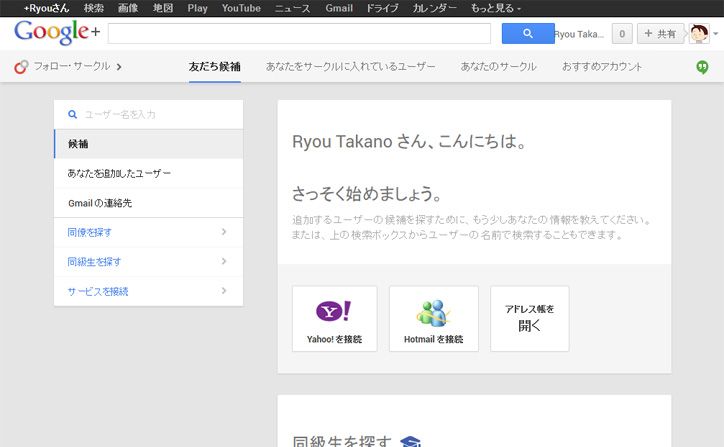 +Ryouさん 検索 画像 地図 Play YouTube ニュース Gmail ドライブ カレンダー もっと見る
Google+
Ryou Taka... 0 + 共有
フォロー・サークル 友だち候補 あなたをサークルに入れているユーザー あなたのサークル おすすめアカウント
ユーザー名を入力
候補
あなたを追加したユーザー
Gmail の連絡先
同僚を探す
同級生を探す
サービスを接続
Ryou Takano さん、こんにちは。
さっそく始めましょう。
追加するユーザーの候補を探すために、もう少しあなたの情報を教えてください。
または、上の検索ボックスからユーザーの名前で検索することもできます。
Y!
Yahoo! を接続
Hotmail を接続
アドレス帳を
開く
同級生を探す